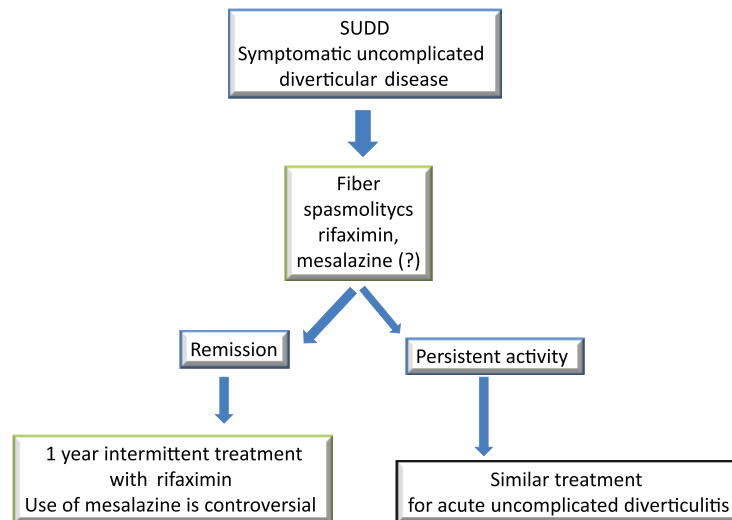 SUDD
Symptomatic uncomplicated
diverticular disease
Fiber
spasmolitycs
rifaximin,
mesalazine (?)
Remission
Persistent activity
1 year intermittent treatment
with rifaximin
Use of mesalazine is controversial
Similar treatment
for acute uncomplicated diverticulitis